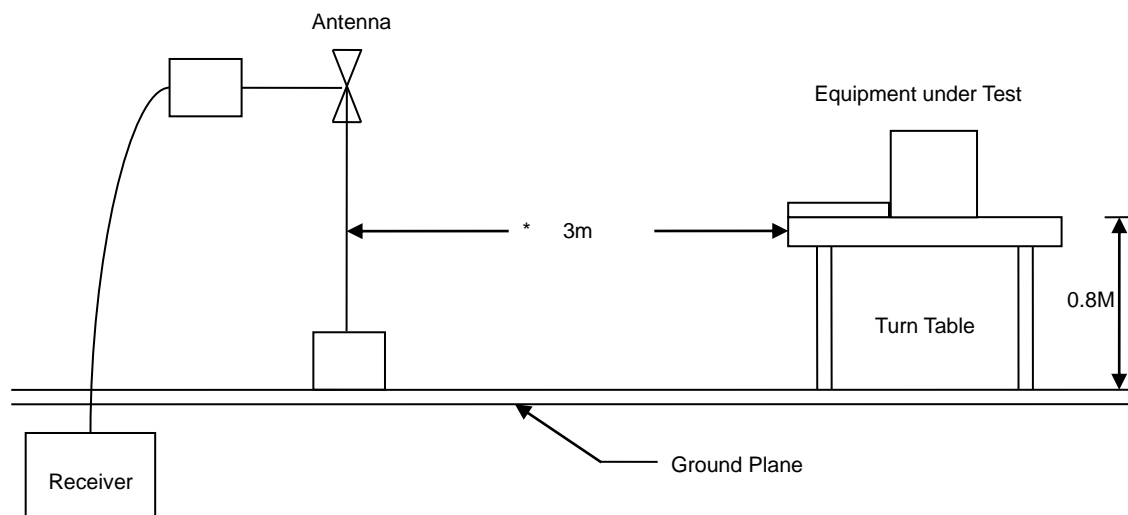 Antenna
Equipment under Test
* 3m
0.8M
Turn Table
Ground Plane
Receiver